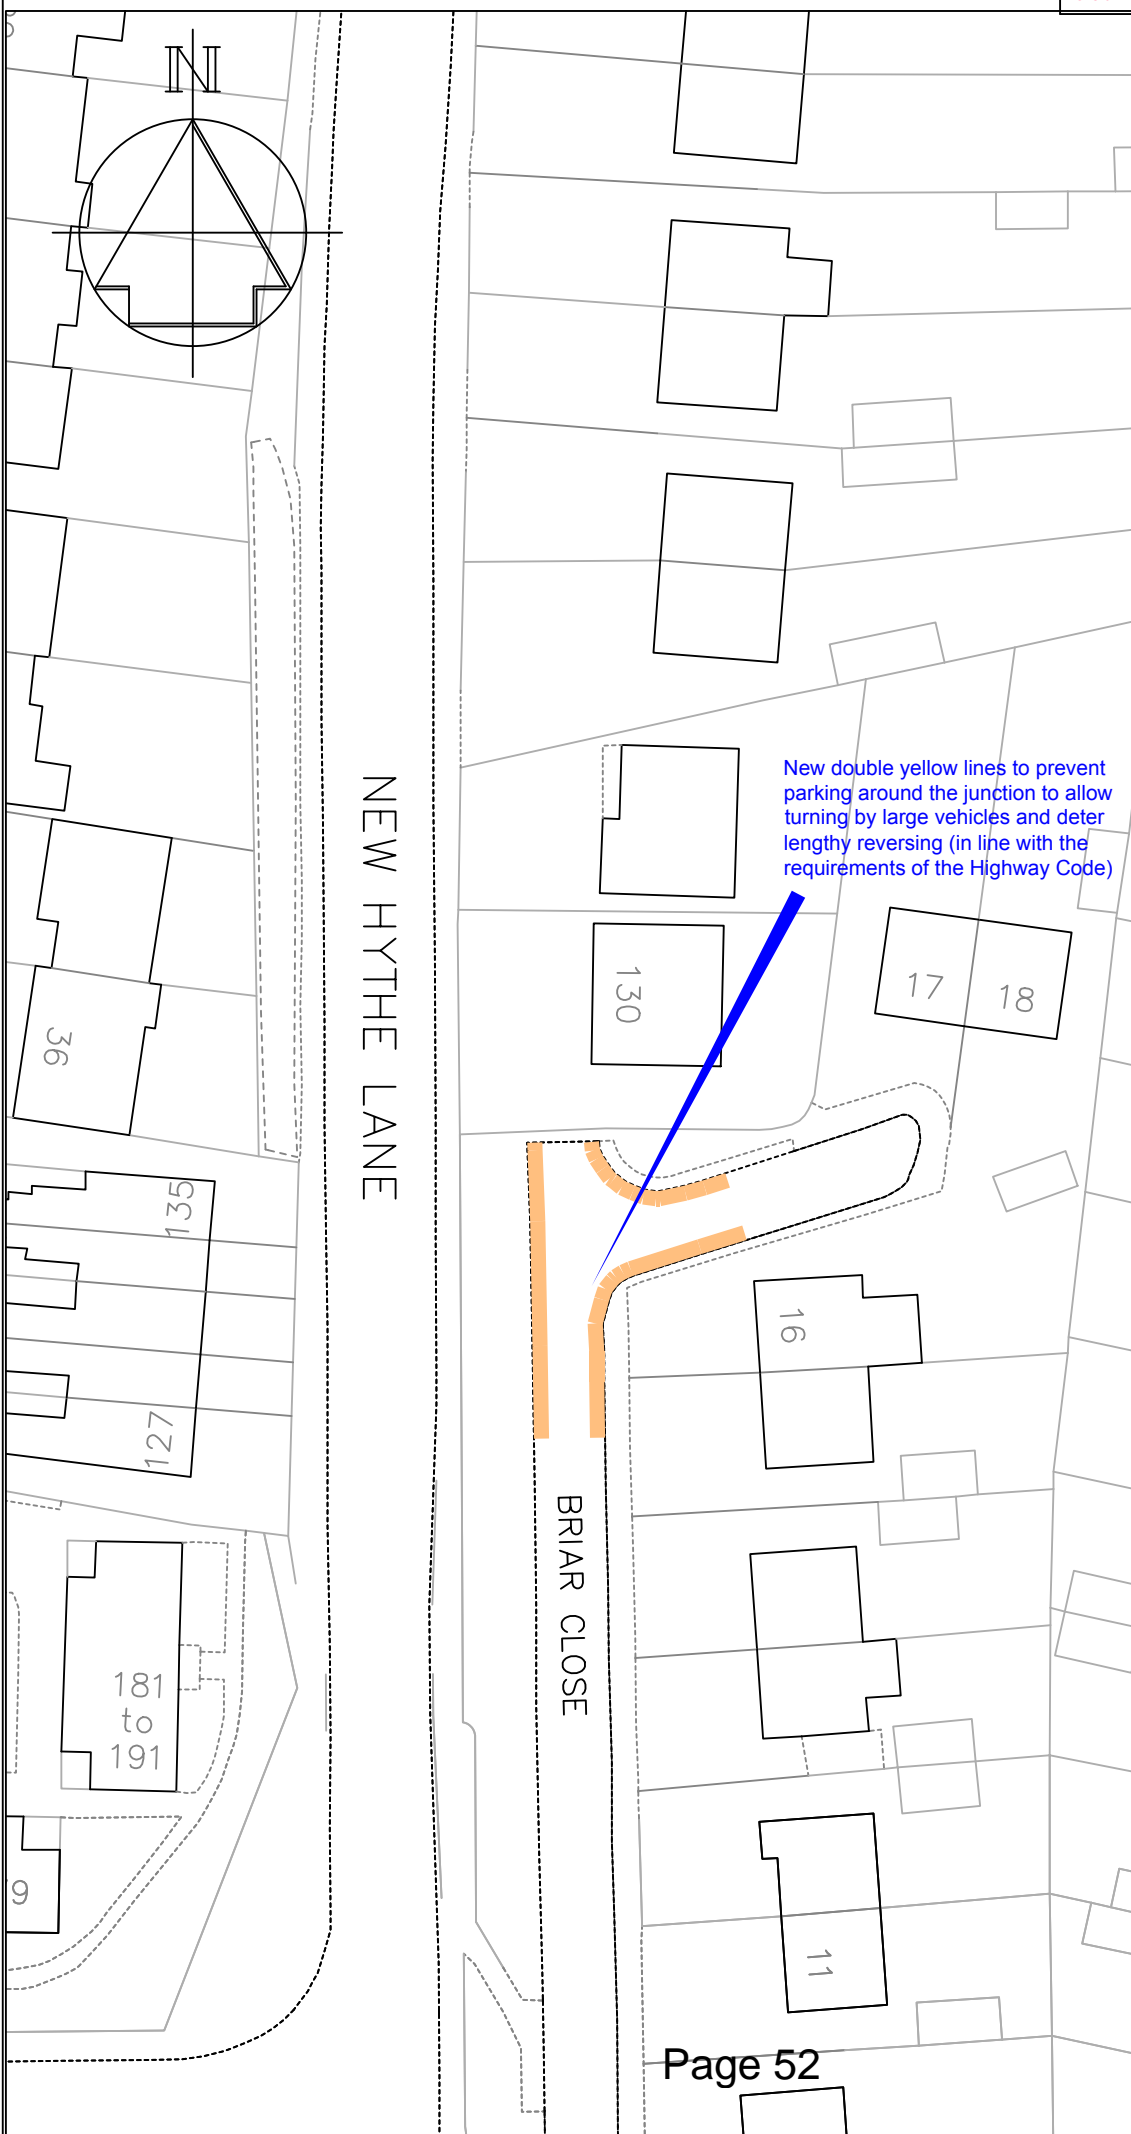 N
New double yellow lines to prevent
parking around the junction to allow
turning by large vehicles and deter
lengthy reversing (in line with the
requirements of the Highway Code)
NEW HYTHE LANE
130
17
18
36
135
16
127
BRIAR CLOSE
181
to
191
9
11
Page 52